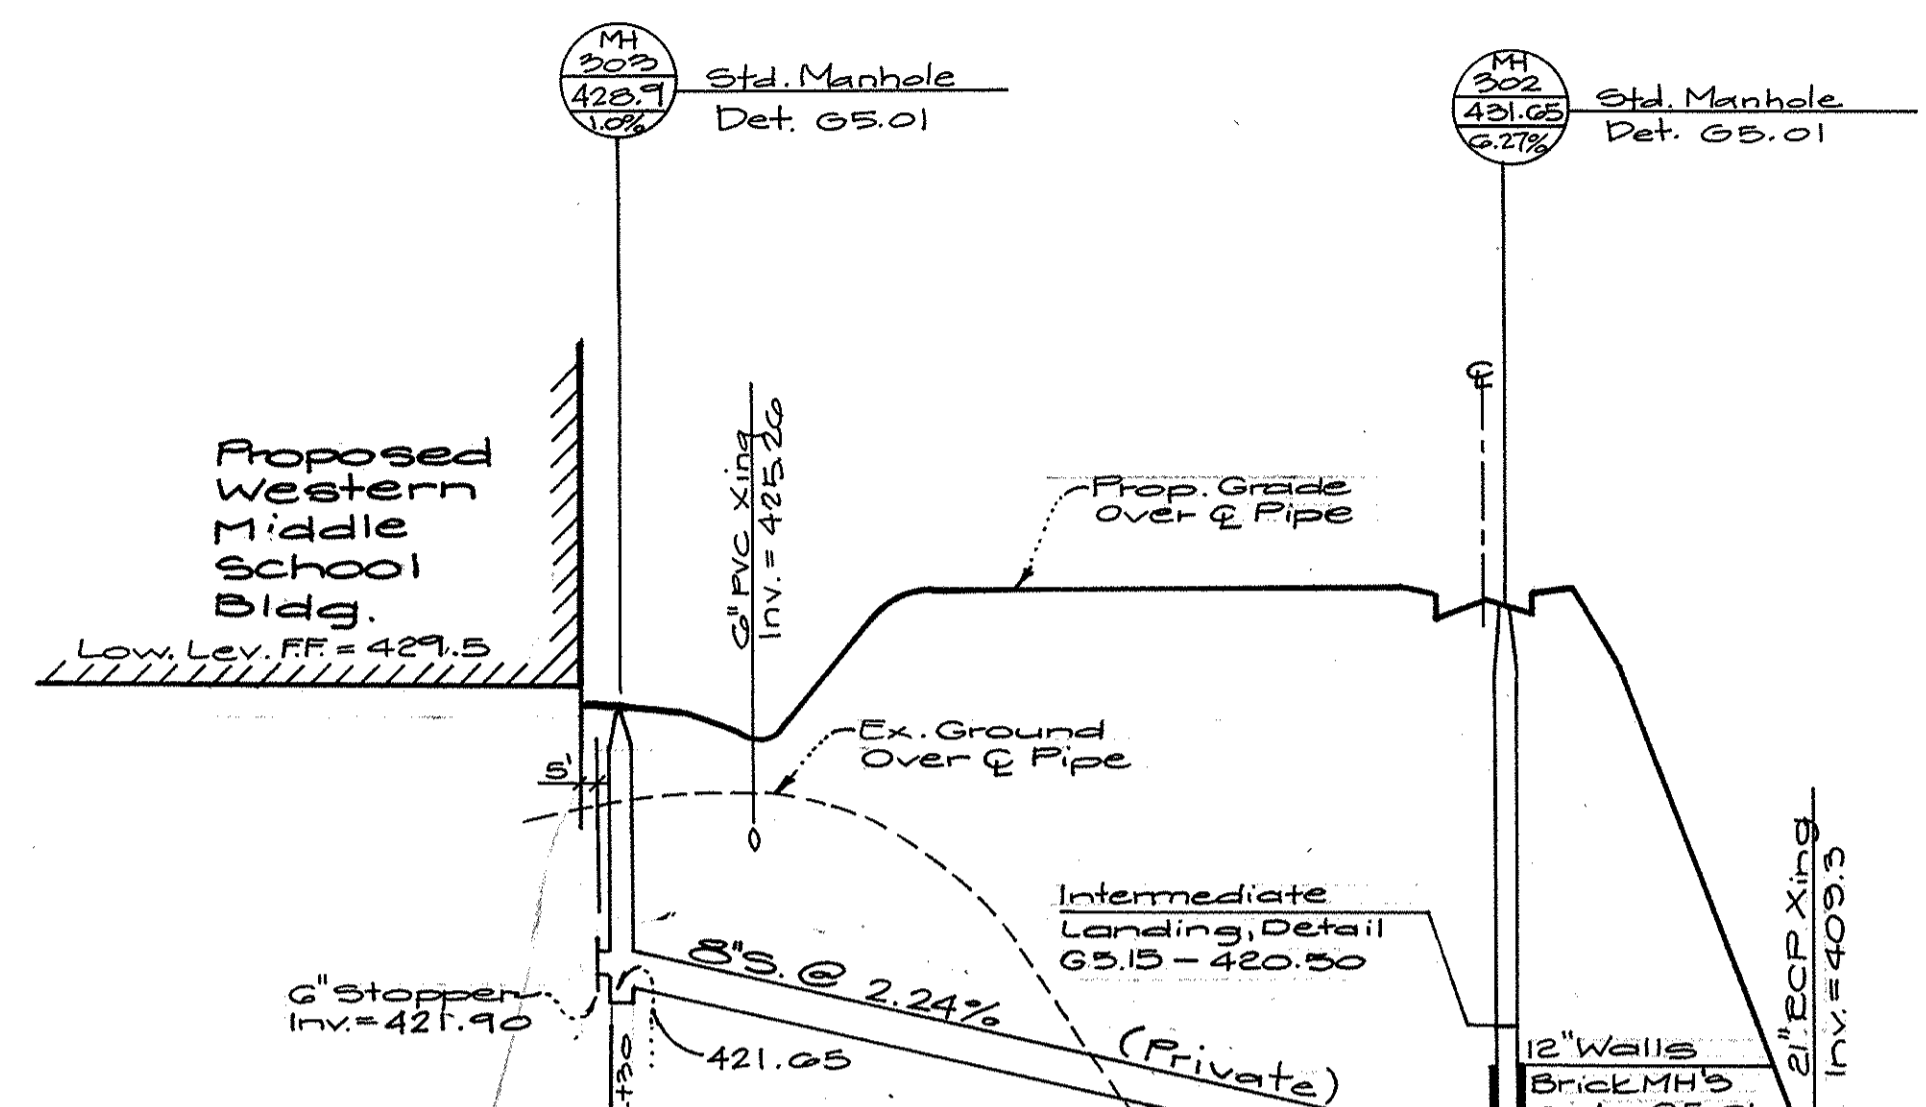 MH
303
428.9
1.0%
Std. Manhole
Det. G5.01
MH
302
431.65
6.27%
Std. Manhole
Det. G5.01
℄
Proposed
Western
Middle
School
Bldg.
Low. Lev. F.F. = 429.5
6" PVC Xing
Inv. = 425.26
Prop. Grade
Over ℄ Pipe
Ex. Ground
Over ℄ Pipe
5'
Intermediate
Landing, Detail
G5.15 - 420.50
8" S. @ 2.24%
(Private)
6" Stopper
Inv. = 421.90
421.65
+30
12" Walls
Brick MH's
21" RCP Xing
Inv. = 409.3